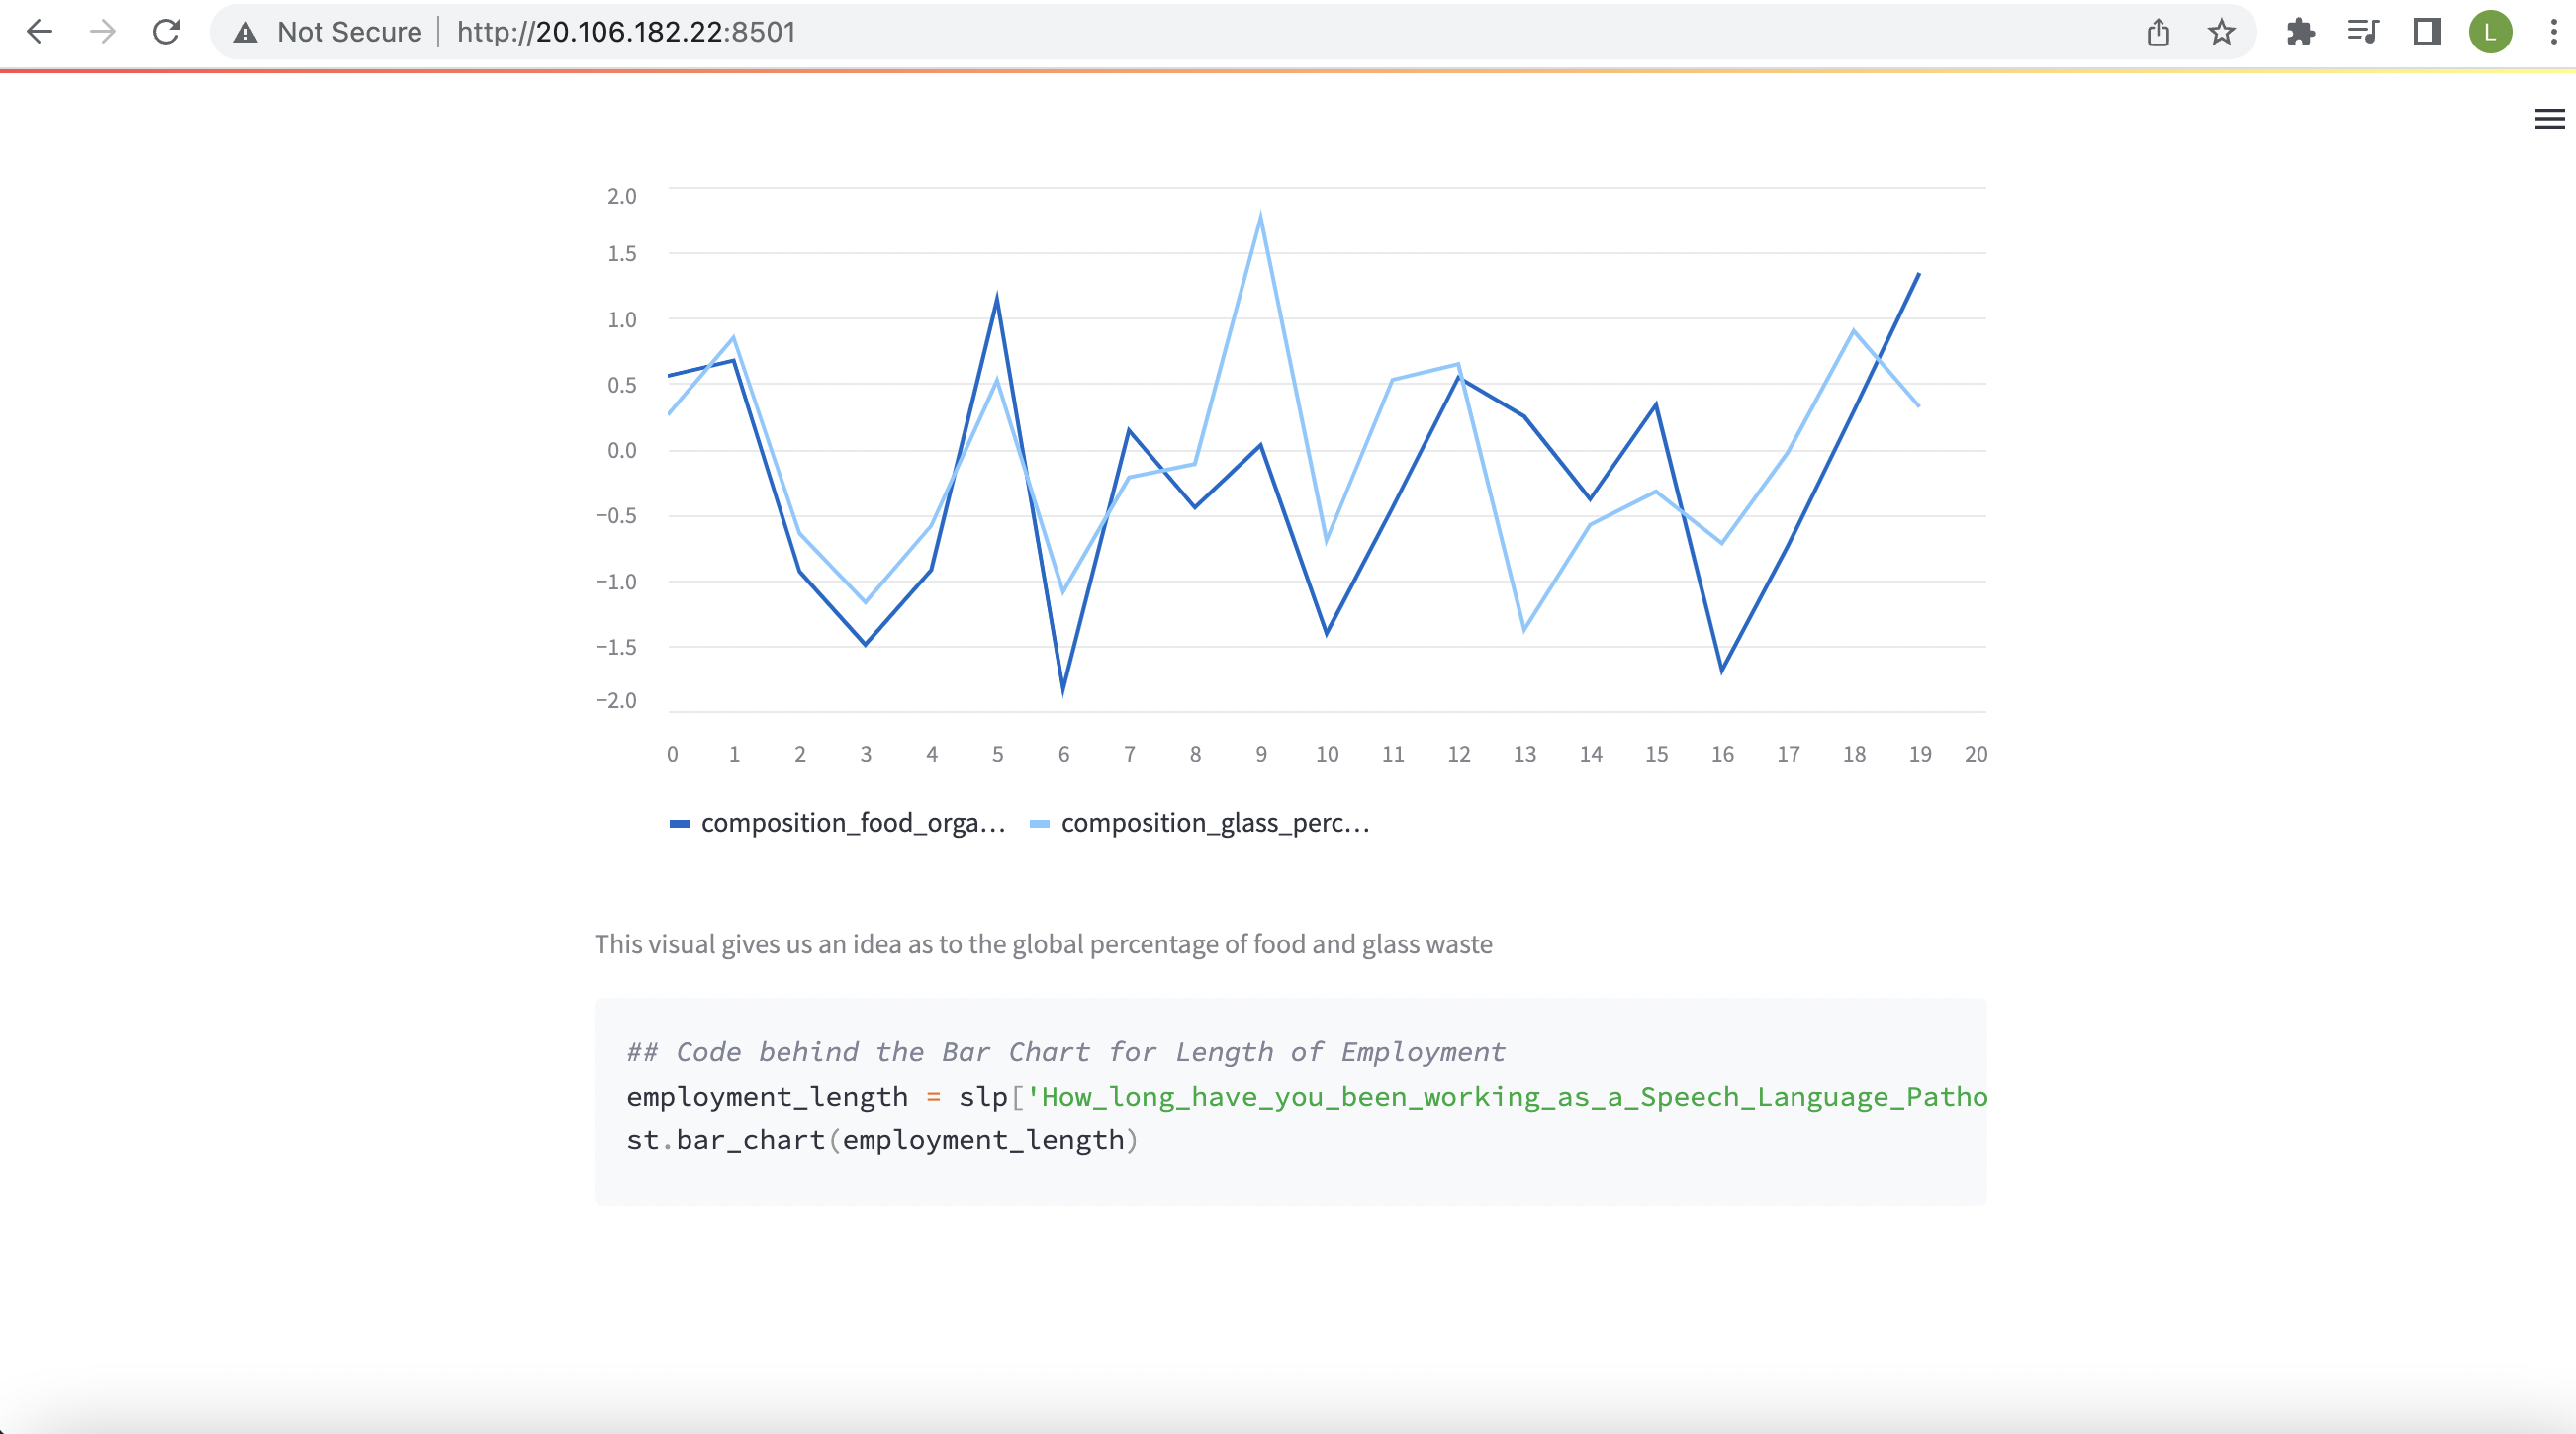 Not Secure http://20.106.182.22:8501
L
2.0
1.5
1.0
0.5
0.0
−0.5
−1.0
−1.5
−2.0
0 1 2 3 4 5 6 7 8 9 10 11 12 13 14 15 16 17 18 19 20
composition_food_orga… composition_glass_perc…
This visual gives us an idea as to the global percentage of food and glass waste
## Code behind the Bar Chart for Length of Employment
employment_length = slp['How_long_have_you_been_working_as_a_Speech_Language_Patho
st.bar_chart(employment_length)